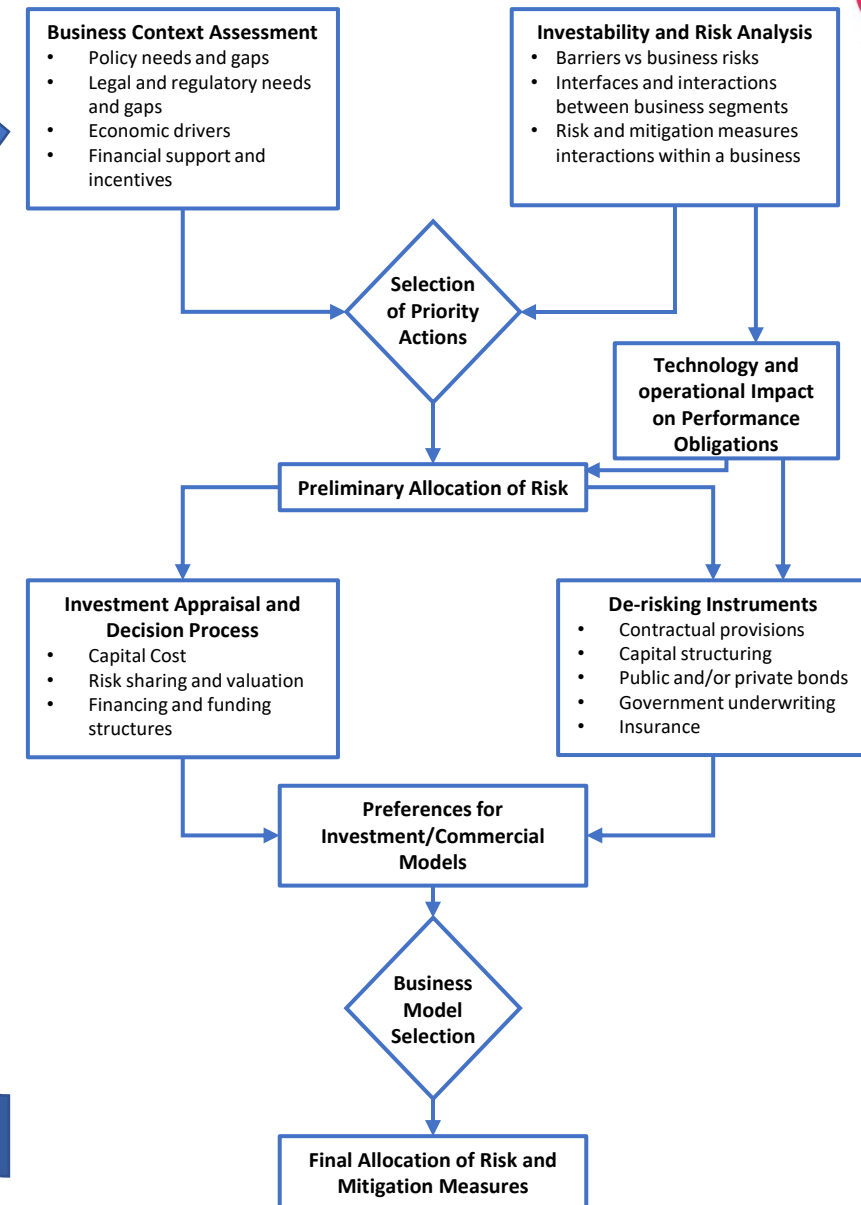 Business Context Assessment
• Policy needs and gaps
• Legal and regulatory needs
and gaps
• Economic drivers
• Financial support and
incentives
Investability and Risk Analysis
• Barriers vs business risks
• Interfaces and interactions
between business segments
• Risk and mitigation measures
interactions within a business
Selection
of Priority
Actions
Technology and
operational Impact
on Performance
Obligations
Preliminary Allocation of Risk
Investment Appraisal and
Decision Process
• Capital Cost
• Risk sharing and valuation
• Financing and funding
structures
De-risking Instruments
• Contractual provisions
• Capital structuring
• Public and/or private bonds
• Government underwriting
• Insurance
Preferences for
Investment/Commercial
Models
Business
Model
Selection
Final Allocation of Risk and
Mitigation Measures